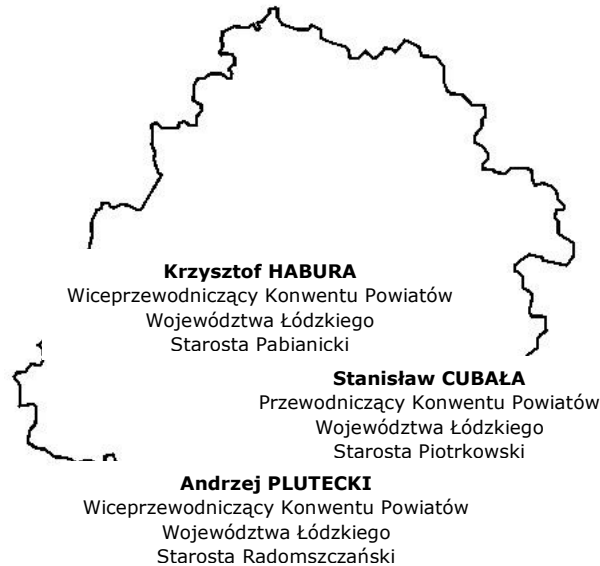 Krzysztof HABURA
Wiceprzewodniczący Konwentu Powiatów
Województwa Łódzkiego
Starosta Pabianicki
Stanisław CUBAŁA
Przewodniczący Konwentu Powiatów
Województwa Łódzkiego
Starosta Piotrkowski
Andrzej PLUTECKI
Wiceprzewodniczący Konwentu Powiatów
Województwa Łódzkiego
Starosta Radomszczański